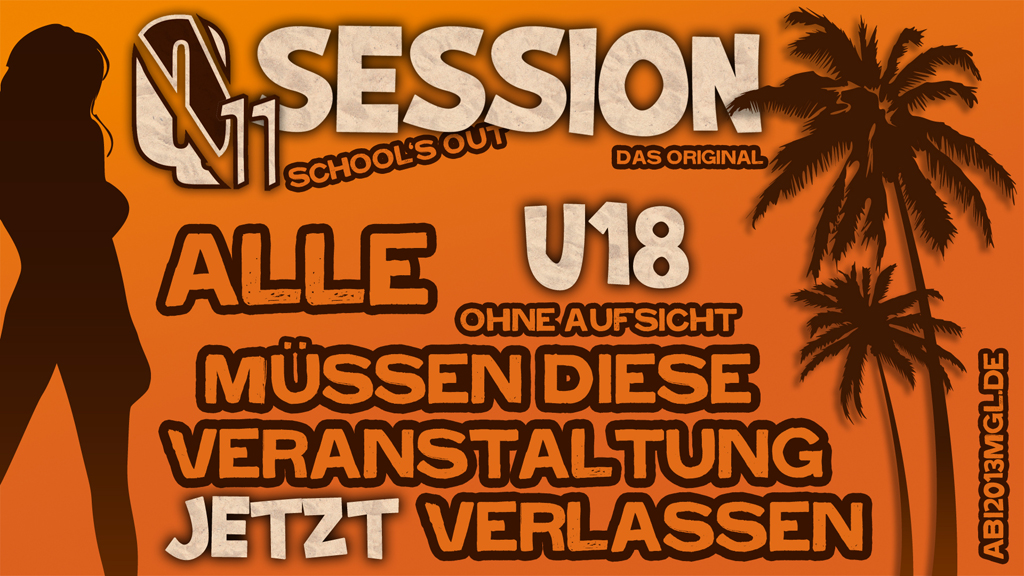 Q11 SESSION
SCHOOL'S OUT
DAS ORIGINAL
ALLE U18
OHNE AUFSICHT
MÜSSEN DIESE
VERANSTALTUNG
JETZT VERLASSEN
ABI2013MGL.DE